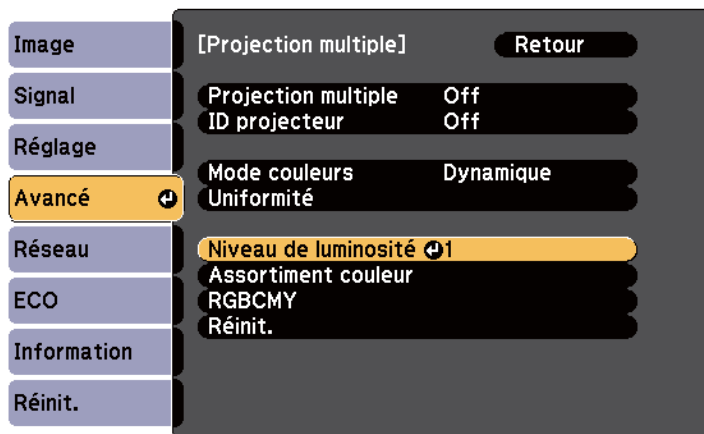 Image
Signal
Réglage
Avancé
Réseau
ECO
Information
Réinit.
[Projection multiple] Retour
Projection multiple Off
ID projecteur Off
Mode couleurs Dynamique
Uniformité
Niveau de luminosité 1
Assortiment couleur
RGBCMY
Réinit.